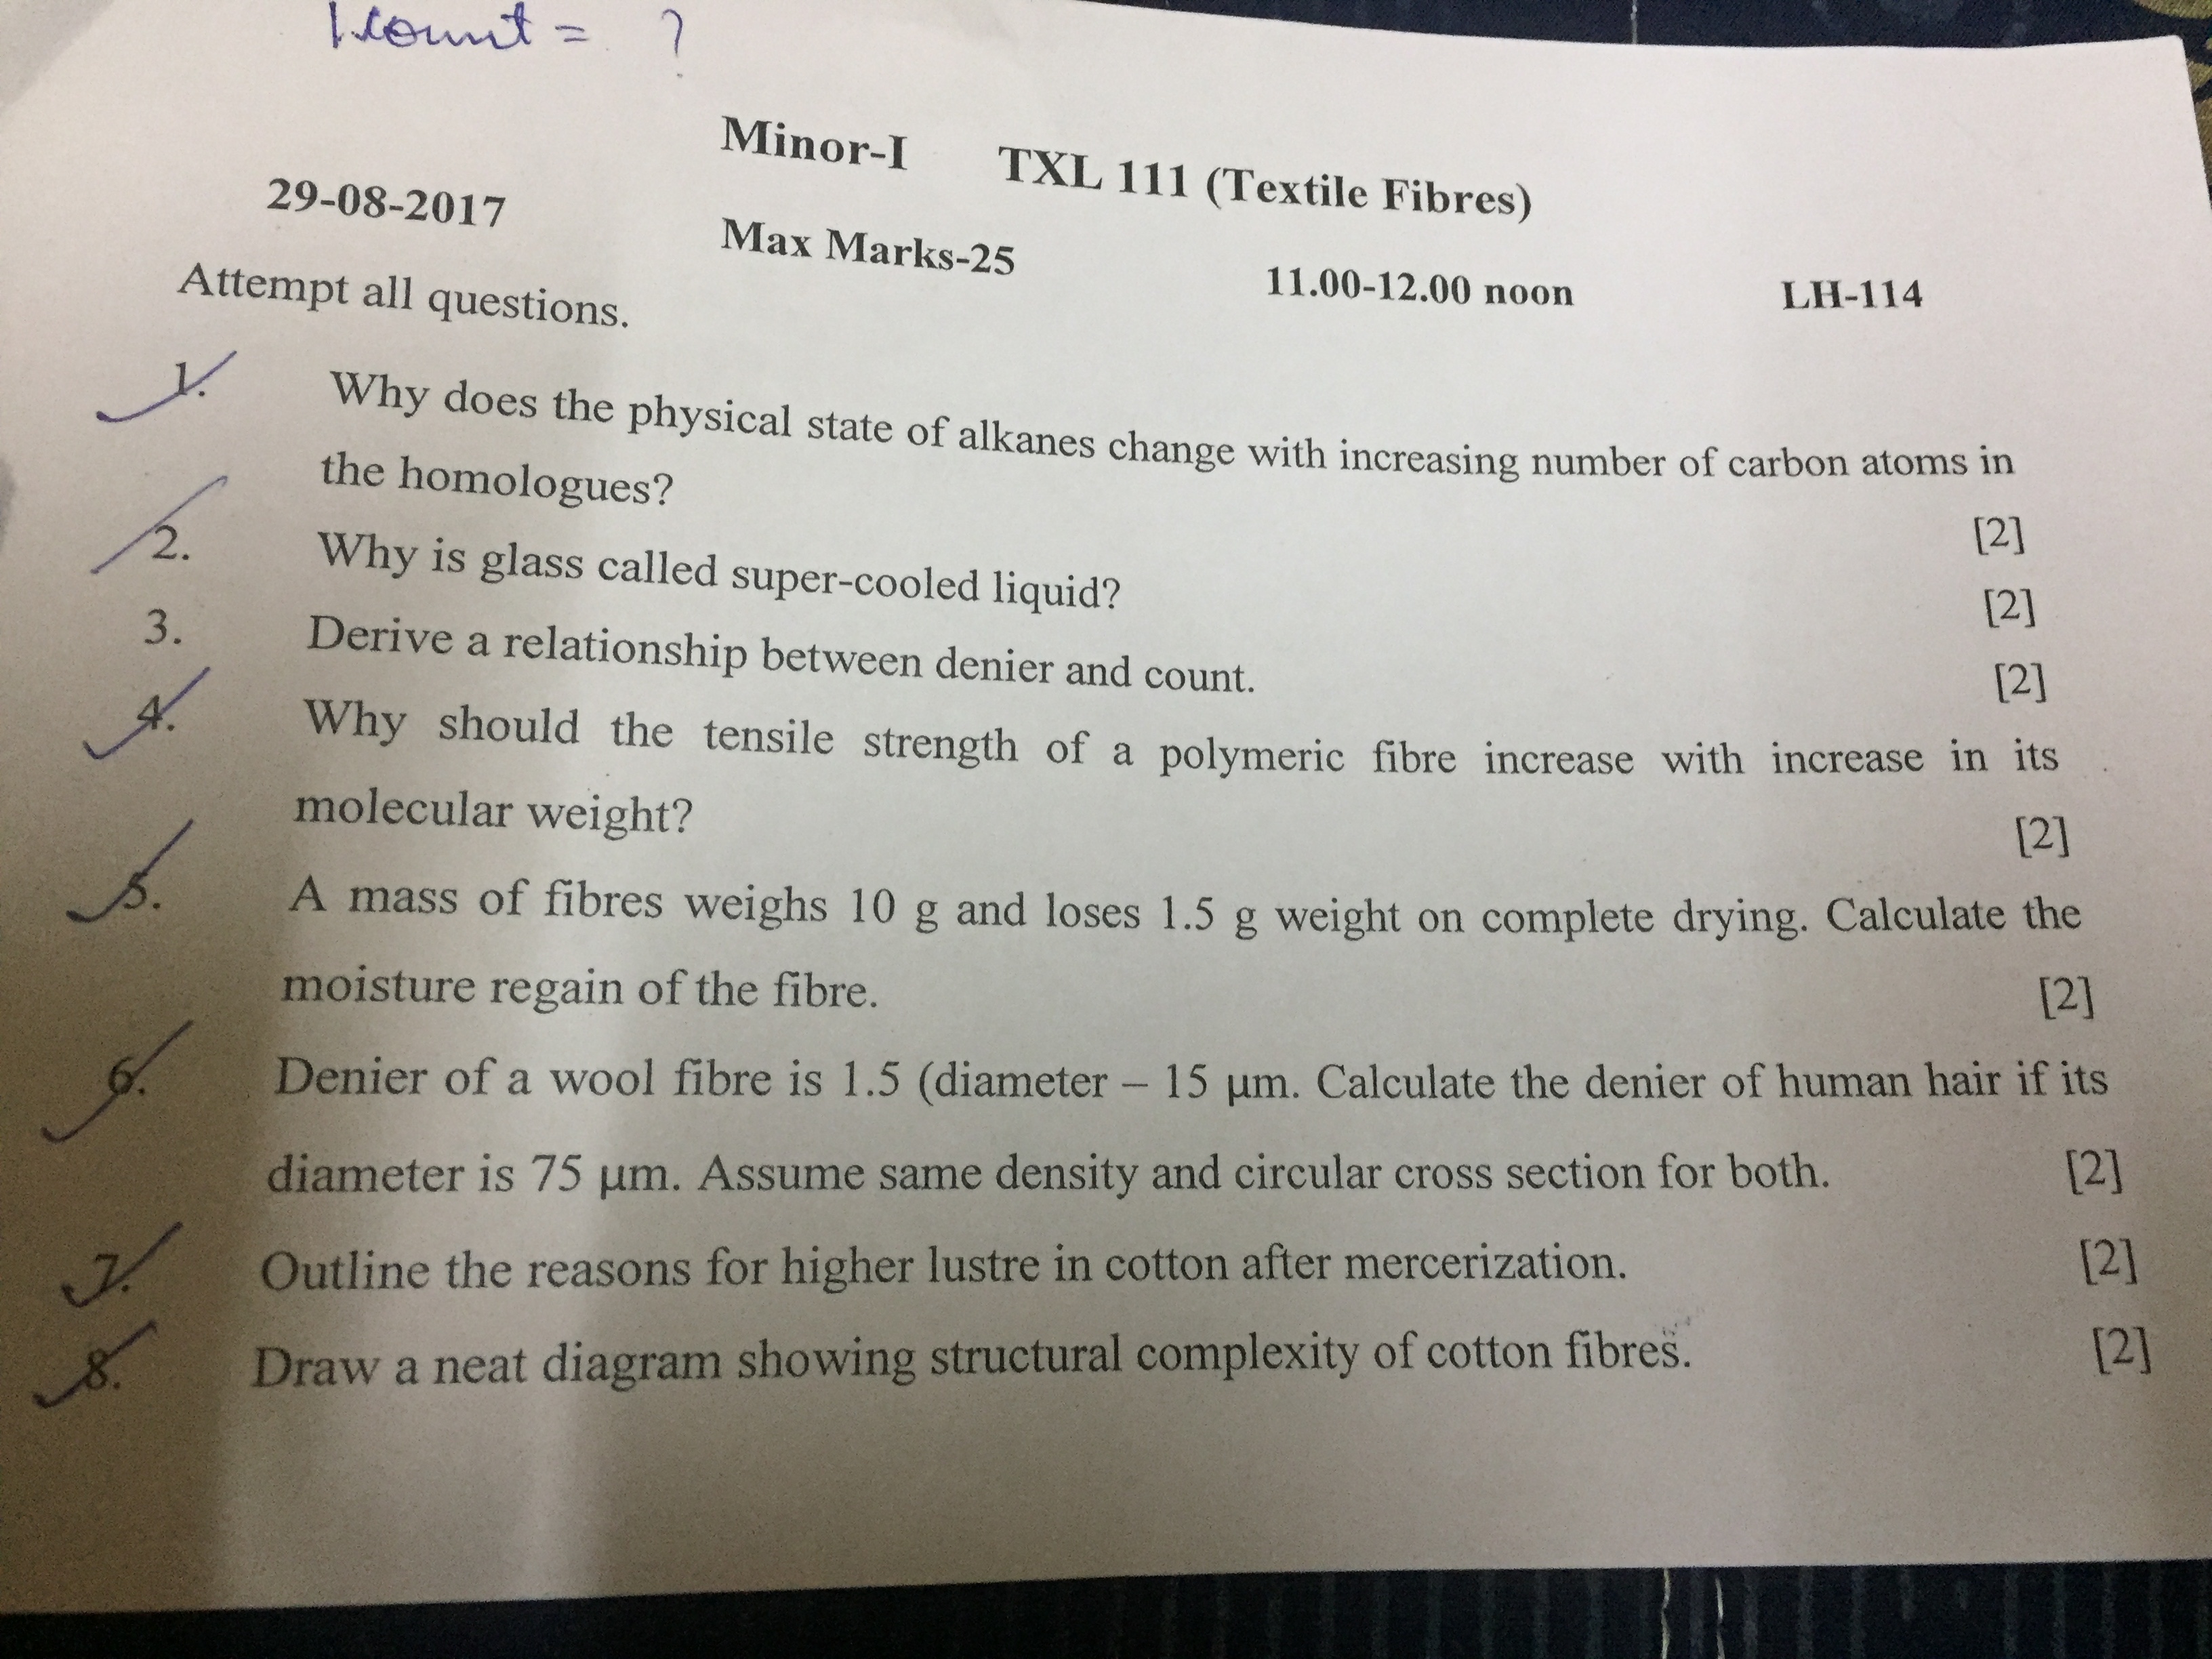 1 count = ?
Minor-I TXL 111 (Textile Fibres)
29-08-2017 Max Marks-25 11.00-12.00 noon LH-114
Attempt all questions.
1. Why does the physical state of alkanes change with increasing number of carbon atoms in
the homologues? [2]
2. Why is glass called super-cooled liquid? [2]
3. Derive a relationship between denier and count. [2]
4. Why should the tensile strength of a polymeric fibre increase with increase in its
molecular weight? [2]
5. A mass of fibres weighs 10 g and loses 1.5 g weight on complete drying. Calculate the
moisture regain of the fibre. [2]
6. Denier of a wool fibre is 1.5 (diameter – 15 μm. Calculate the denier of human hair if its
diameter is 75 μm. Assume same density and circular cross section for both. [2]
7. Outline the reasons for higher lustre in cotton after mercerization. [2]
8. Draw a neat diagram showing structural complexity of cotton fibres. [2]